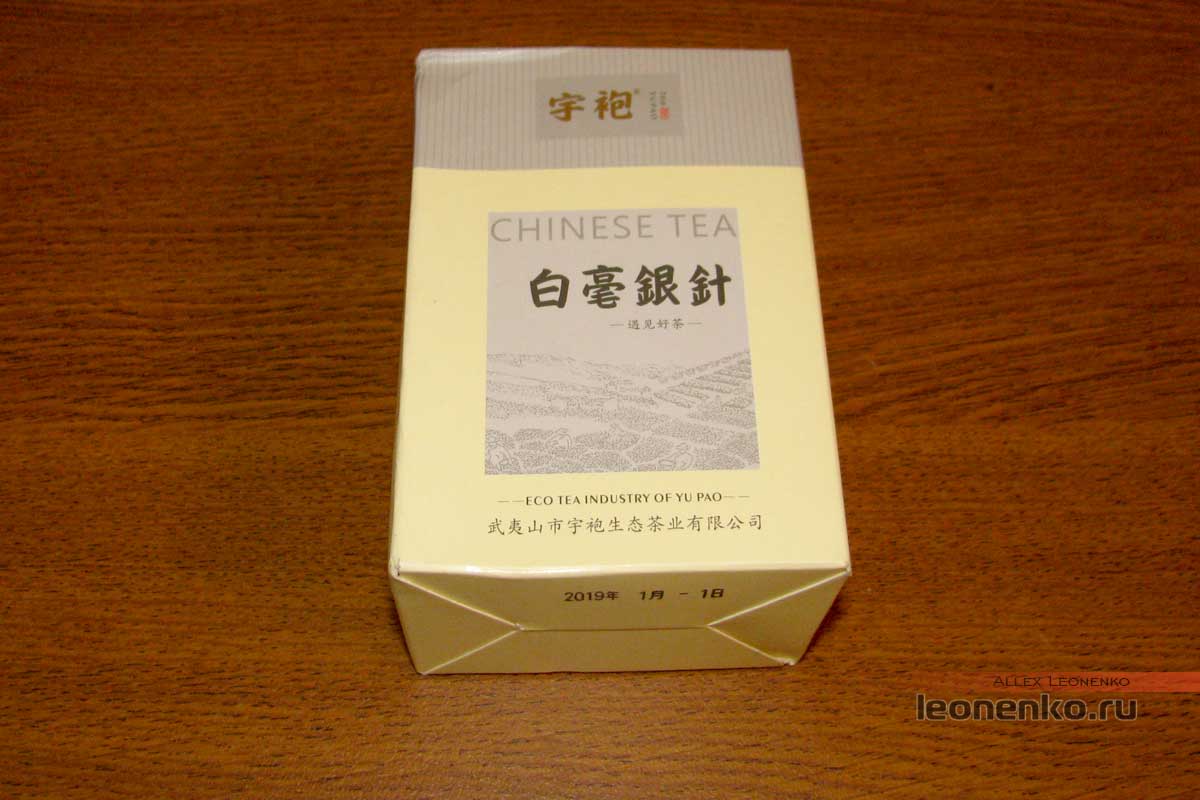 宇袍®
TEA
YUPAO
CHINESE TEA
白毫銀針
—遇见好茶—
— —ECO TEA INDUSTRY OF YU PAO— —
武夷山市宇袍生态茶业有限公司
2019年 1月 - 1日
ALLEX LEONENKO
leonenko.ru